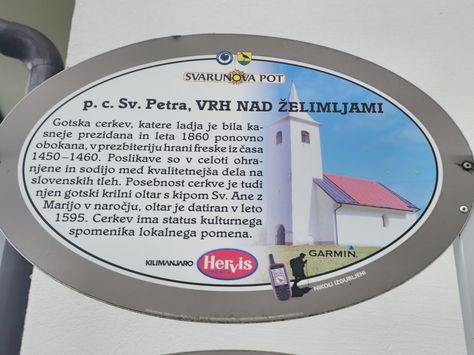 SVARUNOVA POT
p. c. Sv. Petra, VRH NAD ŽELIMLJAMI
Gotska cerkev, katere ladja je bila ka-
sneje prezidana in leta 1860 ponovno
obokana, v prezbiteriju hrani freske iz časa
1450–1460. Poslikave so v celoti ohra-
njene in sodijo med kvalitetnejša dela na
slovenskih tleh. Posebnost cerkve je tudi
njen gotski krilni oltar s kipom Sv. Ane z
Marijo v naročju, oltar je datiran v leto
1595. Cerkev ima status kulturnega
spomenika lokalnega pomena.
KILIMANJARO
Hervis
GARMIN
NIKOLI IZGUBLJENI